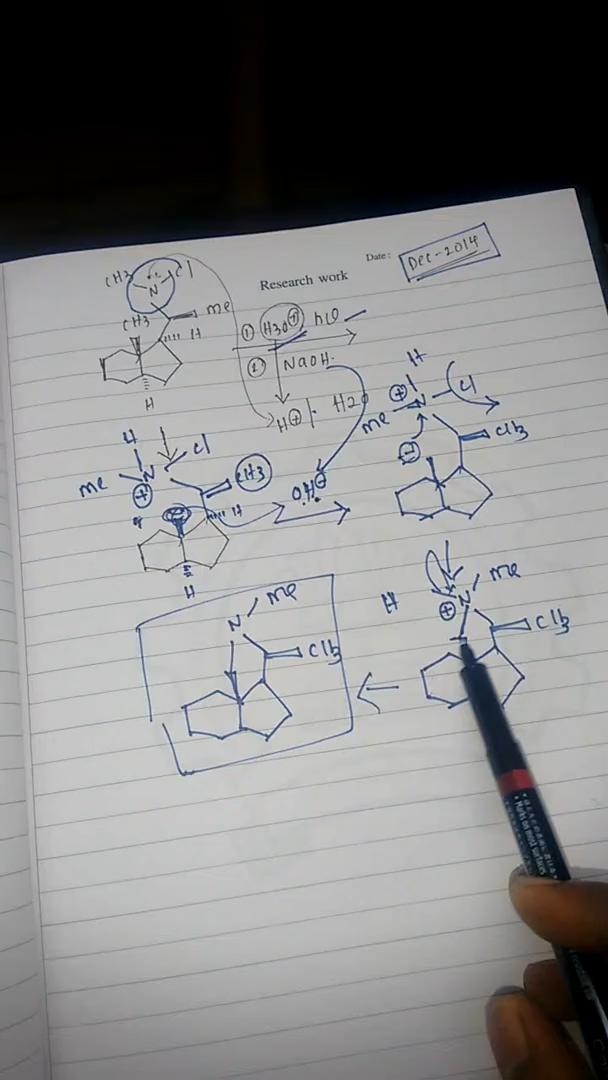 Date: Dec-2014
Research work
CH3 N Cl
CH3 Me
H
① H3O⊕ hυ
② NaOH
H
H⊕ H2O
H
⊕
Me N Cl
CH3
H
Cl
Me N
⊕
CH3
H
OH⊖
H
N Me
CH3
H
N Me
⊕
CH3